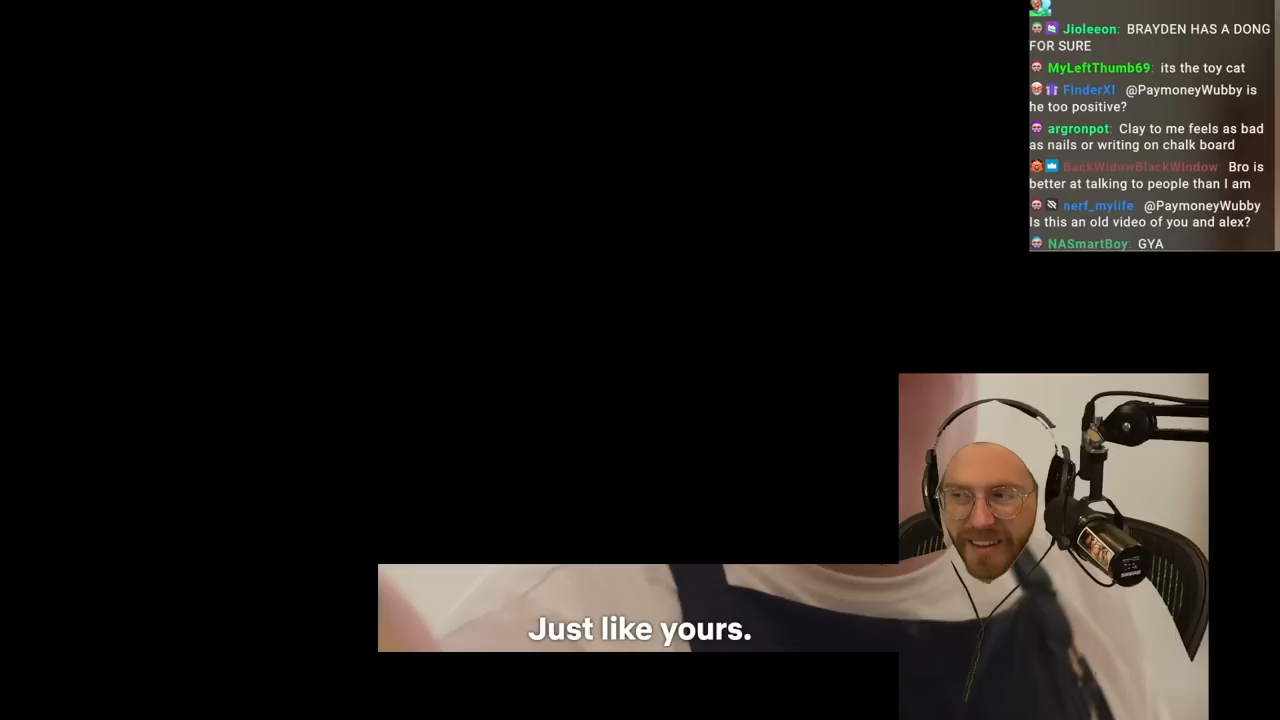 Jioleeon: BRAYDEN HAS A DONG
FOR SURE
MyLeftThumb69: its the toy cat
FinderXI @PaymoneyWubby is
he too positive?
argronpot: Clay to me feels as bad
as nails or writing on chalk board
BackWidowBlackWindow: Bro is
better at talking to people than I am
nerf_mylife @PaymoneyWubby
Is this an old video of you and alex?
NASmartBoy: GYA
Just like yours.